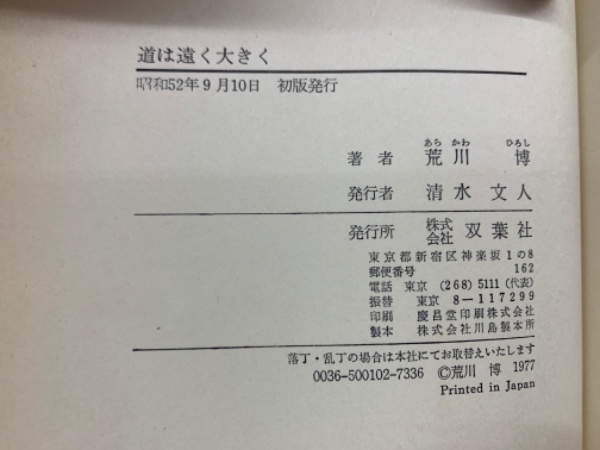 道は遠く大きく
昭和52年9月10日 初版発行
あら かわ ひろし
著者 荒川 博
発行者 清水文人
発行所 株式会社 双葉社
東京都新宿区神楽坂1の8
郵便番号 162
電話 東京 (268) 5111 (代表)
振替 東京 8-117299
印刷 慶昌堂印刷株式会社
製本 株式会社川島製本所
落丁・乱丁の場合は本社にてお取替えいたします
0036-500102-7336 ©荒川 博 1977
Printed in Japan